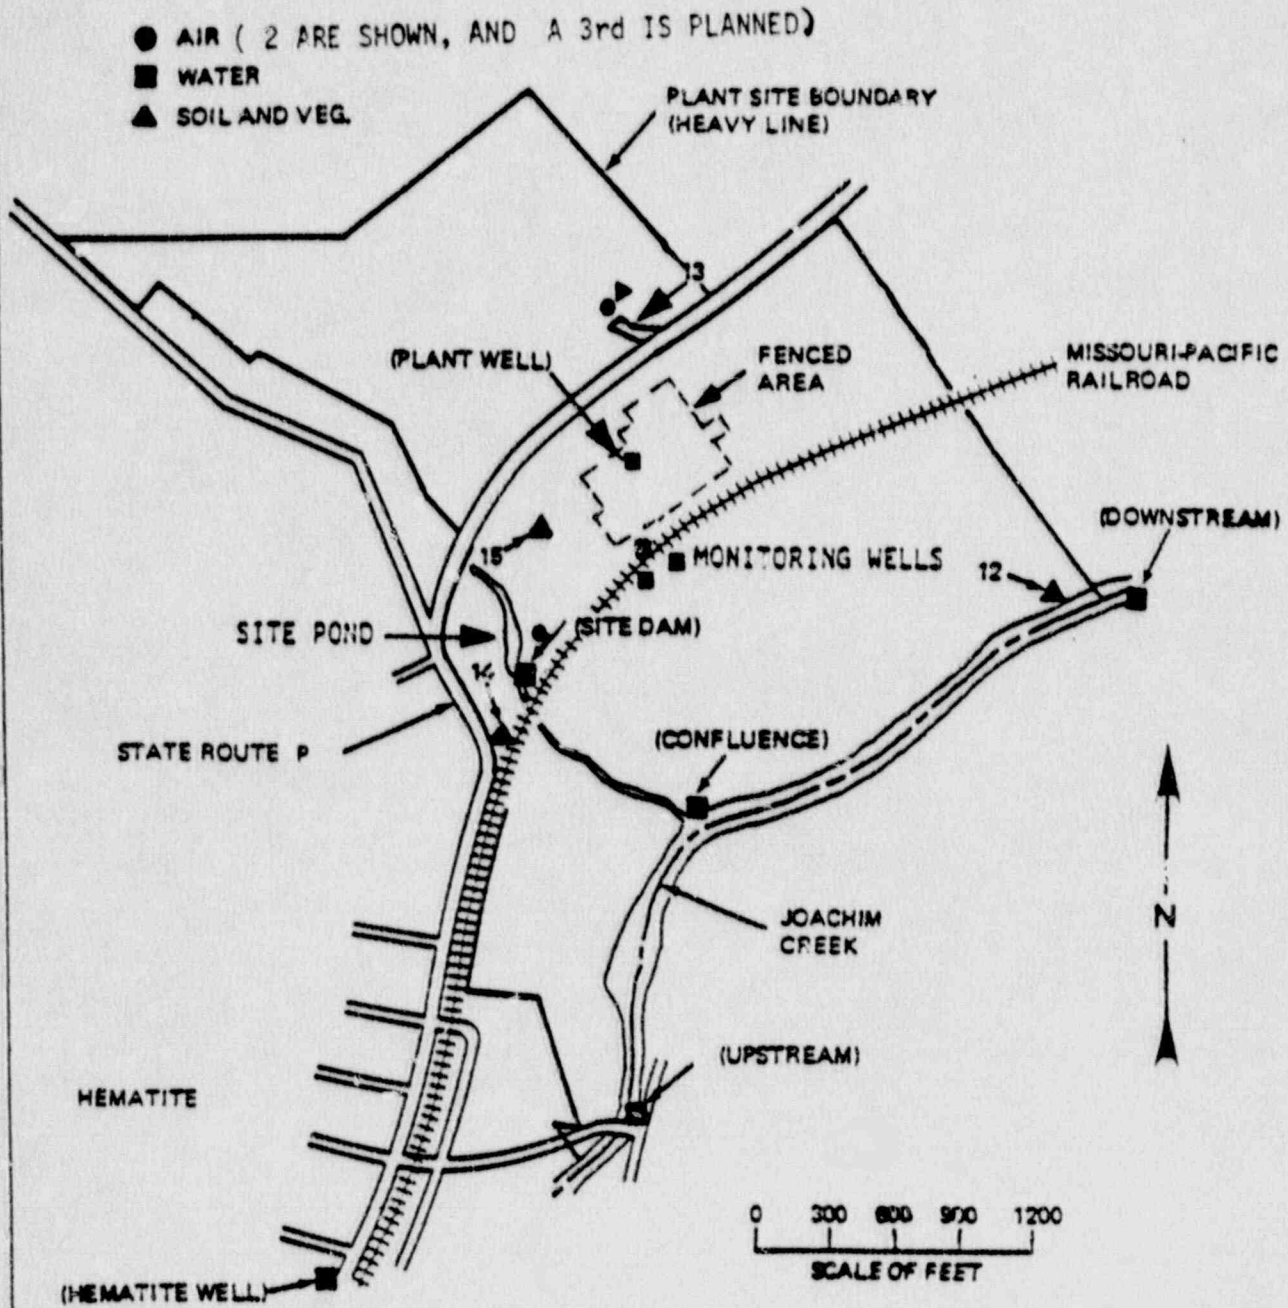 AIR ( 2 ARE SHOWN, AND A 3rd IS PLANNED)
WATER
SOIL AND VEG.
PLANT SITE BOUNDARY
(HEAVY LINE)
13
(PLANT WELL)
FENCED
AREA
MISSOURI-PACIFIC
RAILROAD
(DOWNSTREAM)
15
MONITORING WELLS
12
SITE POND
(SITE DAM)
14
STATE ROUTE P
(CONFLUENCE)
N
JOACHIM
CREEK
(UPSTREAM)
HEMATITE
0 300 600 900 1200
SCALE OF FEET
(HEMATITE WELL)